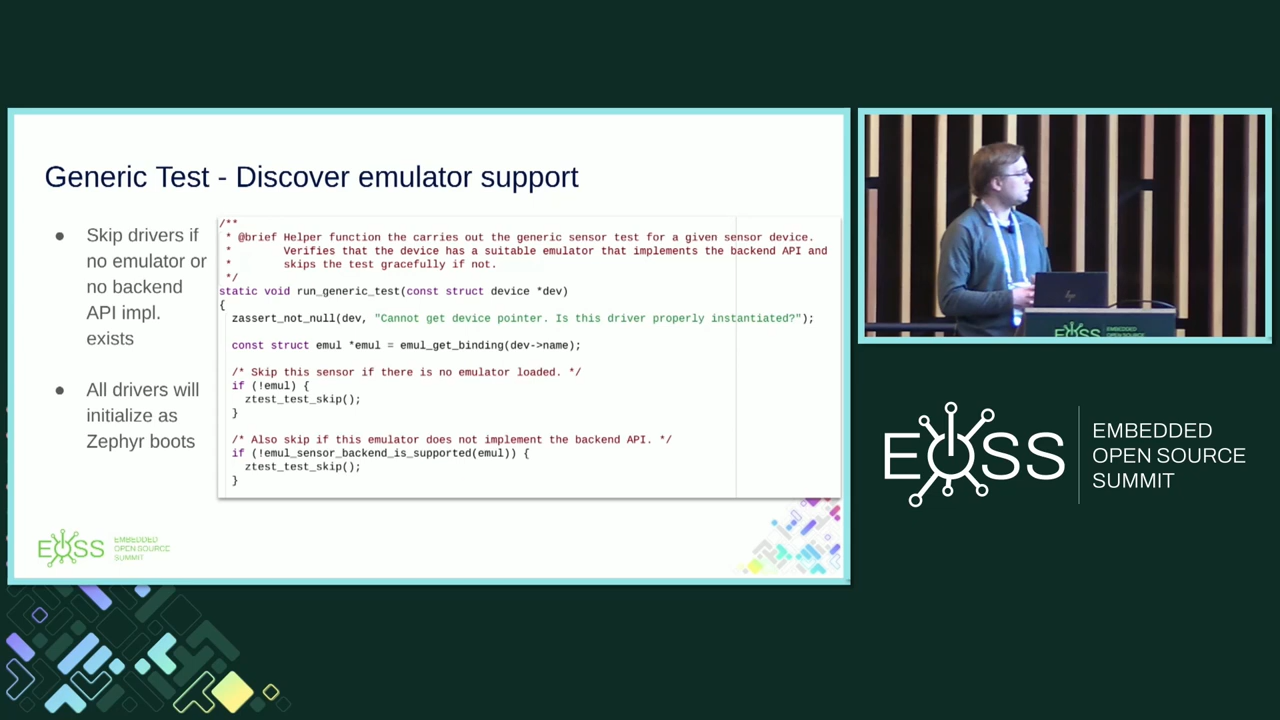 Generic Test - Discover emulator support
● Skip drivers if
no emulator or
no backend
API impl.
exists
● All drivers will
initialize as
Zephyr boots
/**
 * @brief Helper function the carries out the generic sensor test for a given sensor device.
 *        Verifies that the device has a suitable emulator that implements the backend API and
 *        skips the test gracefully if not.
 */
static void run_generic_test(const struct device *dev)
{
  zassert_not_null(dev, "Cannot get device pointer. Is this driver properly instantiated?");
  const struct emul *emul = emul_get_binding(dev->name);
  /* Skip this sensor if there is no emulator loaded. */
  if (!emul) {
    ztest_test_skip();
  }
  /* Also skip if this emulator does not implement the backend API. */
  if (!emul_sensor_backend_is_supported(emul)) {
    ztest_test_skip();
  }
EOSS
EMBEDDED
OPEN SOURCE
SUMMIT
hp
EOSS
EMBEDDED
OPEN SOURCE
SUMMIT